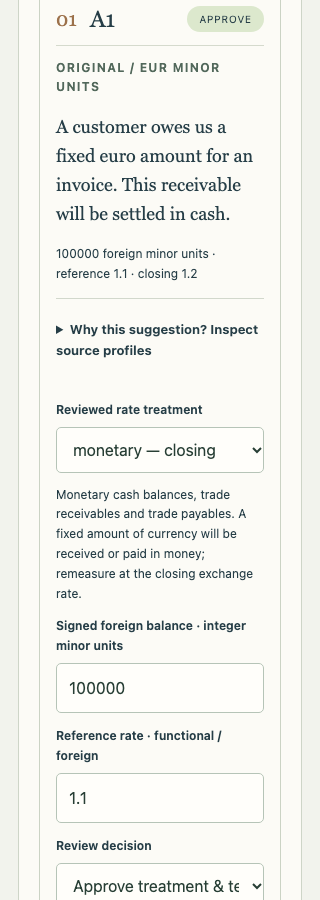 01 A1 APPROVE
ORIGINAL / EUR MINOR
UNITS
A customer owes us a
fixed euro amount for an
invoice. This receivable
will be settled in cash.
100000 foreign minor units ·
reference 1.1 · closing 1.2
▶ Why this suggestion? Inspect
source profiles
Reviewed rate treatment
monetary — closing
Monetary cash balances, trade
receivables and trade payables. A
fixed amount of currency will be
received or paid in money;
remeasure at the closing exchange
rate.
Signed foreign balance · integer
minor units
100000
Reference rate · functional /
foreign
1.1
Review decision
Approve treatment & te